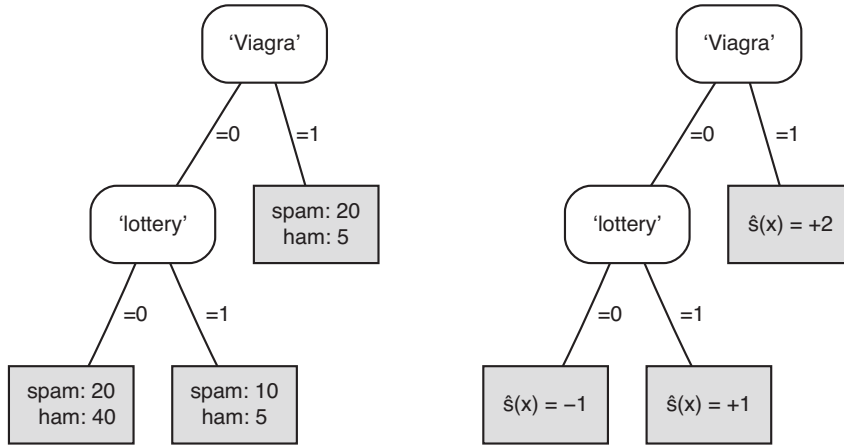 ‘Viagra’
=0
=1
‘lottery’
spam: 20
ham: 5
=0
=1
spam: 20
ham: 40
spam: 10
ham: 5
‘Viagra’
=0
=1
‘lottery’
ŝ(x) = +2
=0
=1
ŝ(x) = −1
ŝ(x) = +1